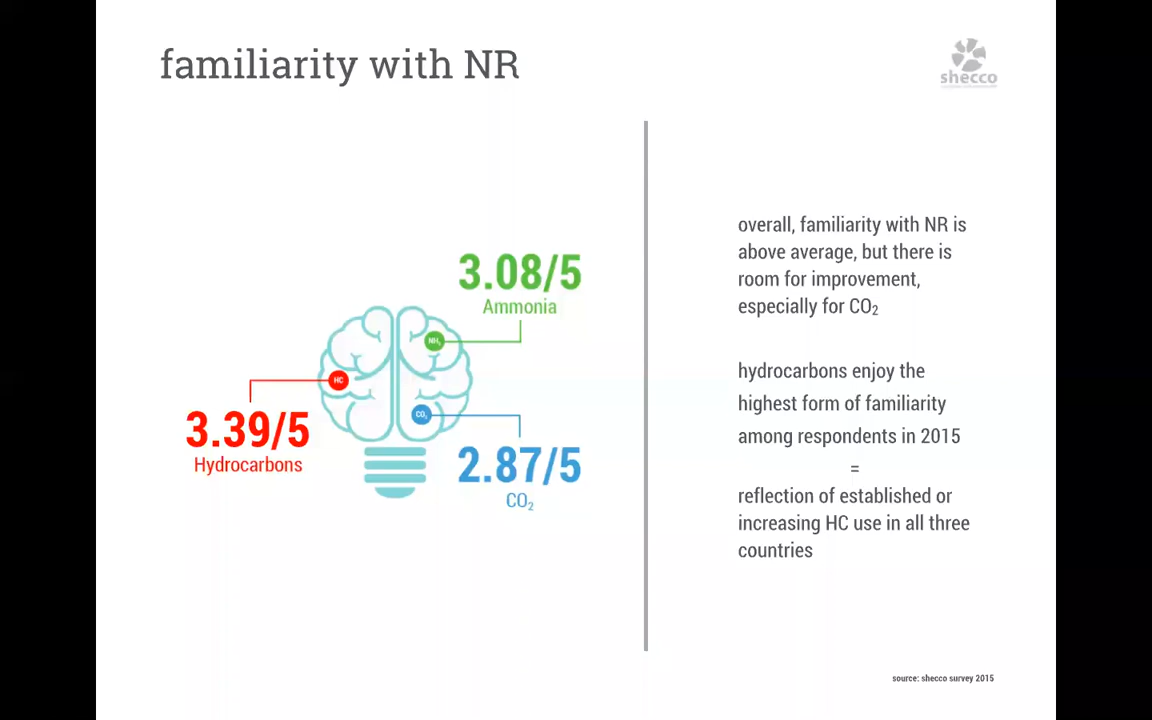 familiarity with NR
shecco
3.08/5
Ammonia
NH₃
HC
3.39/5
Hydrocarbons
CO₂
2.87/5
CO₂
overall, familiarity with NR is
above average, but there is
room for improvement,
especially for CO₂
hydrocarbons enjoy the
highest form of familiarity
among respondents in 2015
=
reflection of established or
increasing HC use in all three
countries
source: shecco survey 2015